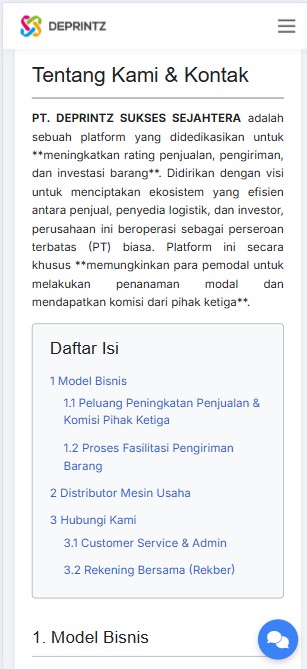 DEPRINTZ
Tentang Kami & Kontak
PT. DEPRINTZ SUKSES SEJAHTERA adalah
sebuah platform yang didedikasikan untuk
**meningkatkan rating penjualan, pengiriman,
dan investasi barang**. Didirikan dengan visi
untuk menciptakan ekosistem yang efisien
antara penjual, penyedia logistik, dan investor,
perusahaan ini beroperasi sebagai perseroan
terbatas (PT) biasa. Platform ini secara
khusus **memungkinkan para pemodal untuk
melakukan penanaman modal dan
mendapatkan komisi dari pihak ketiga**.
Daftar Isi
1 Model Bisnis
1.1 Peluang Peningkatan Penjualan &
Komisi Pihak Ketiga
1.2 Proses Fasilitasi Pengiriman
Barang
2 Distributor Mesin Usaha
3 Hubungi Kami
3.1 Customer Service & Admin
3.2 Rekening Bersama (Rekber)
1. Model Bisnis